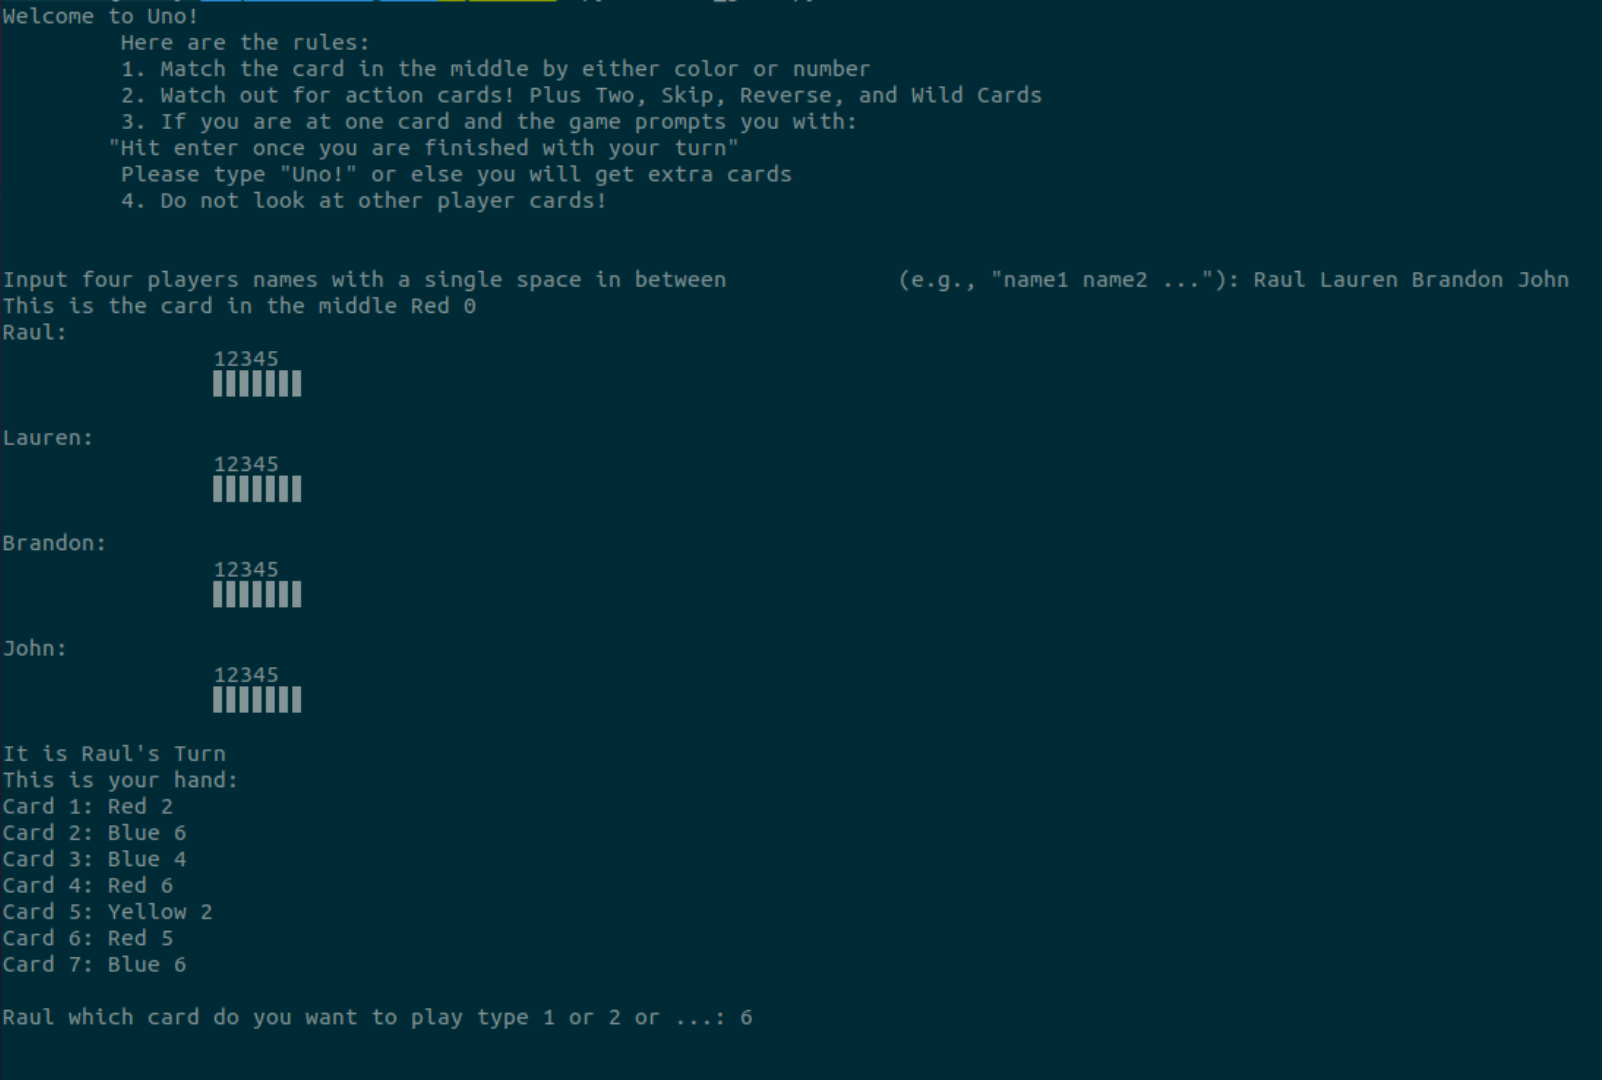 Welcome to Uno!
Here are the rules:
1. Match the card in the middle by either color or number
2. Watch out for action cards! Plus Two, Skip, Reverse, and Wild Cards
3. If you are at one card and the game prompts you with:
"Hit enter once you are finished with your turn"
Please type "Uno!" or else you will get extra cards
4. Do not look at other player cards!
Input four players names with a single space in between (e.g., "name1 name2 ..."): Raul Lauren Brandon John
This is the card in the middle Red 0
Raul:
12345
Lauren:
12345
Brandon:
12345
John:
12345
It is Raul's Turn
This is your hand:
Card 1: Red 2
Card 2: Blue 6
Card 3: Blue 4
Card 4: Red 6
Card 5: Yellow 2
Card 6: Red 5
Card 7: Blue 6
Raul which card do you want to play type 1 or 2 or ...: 6